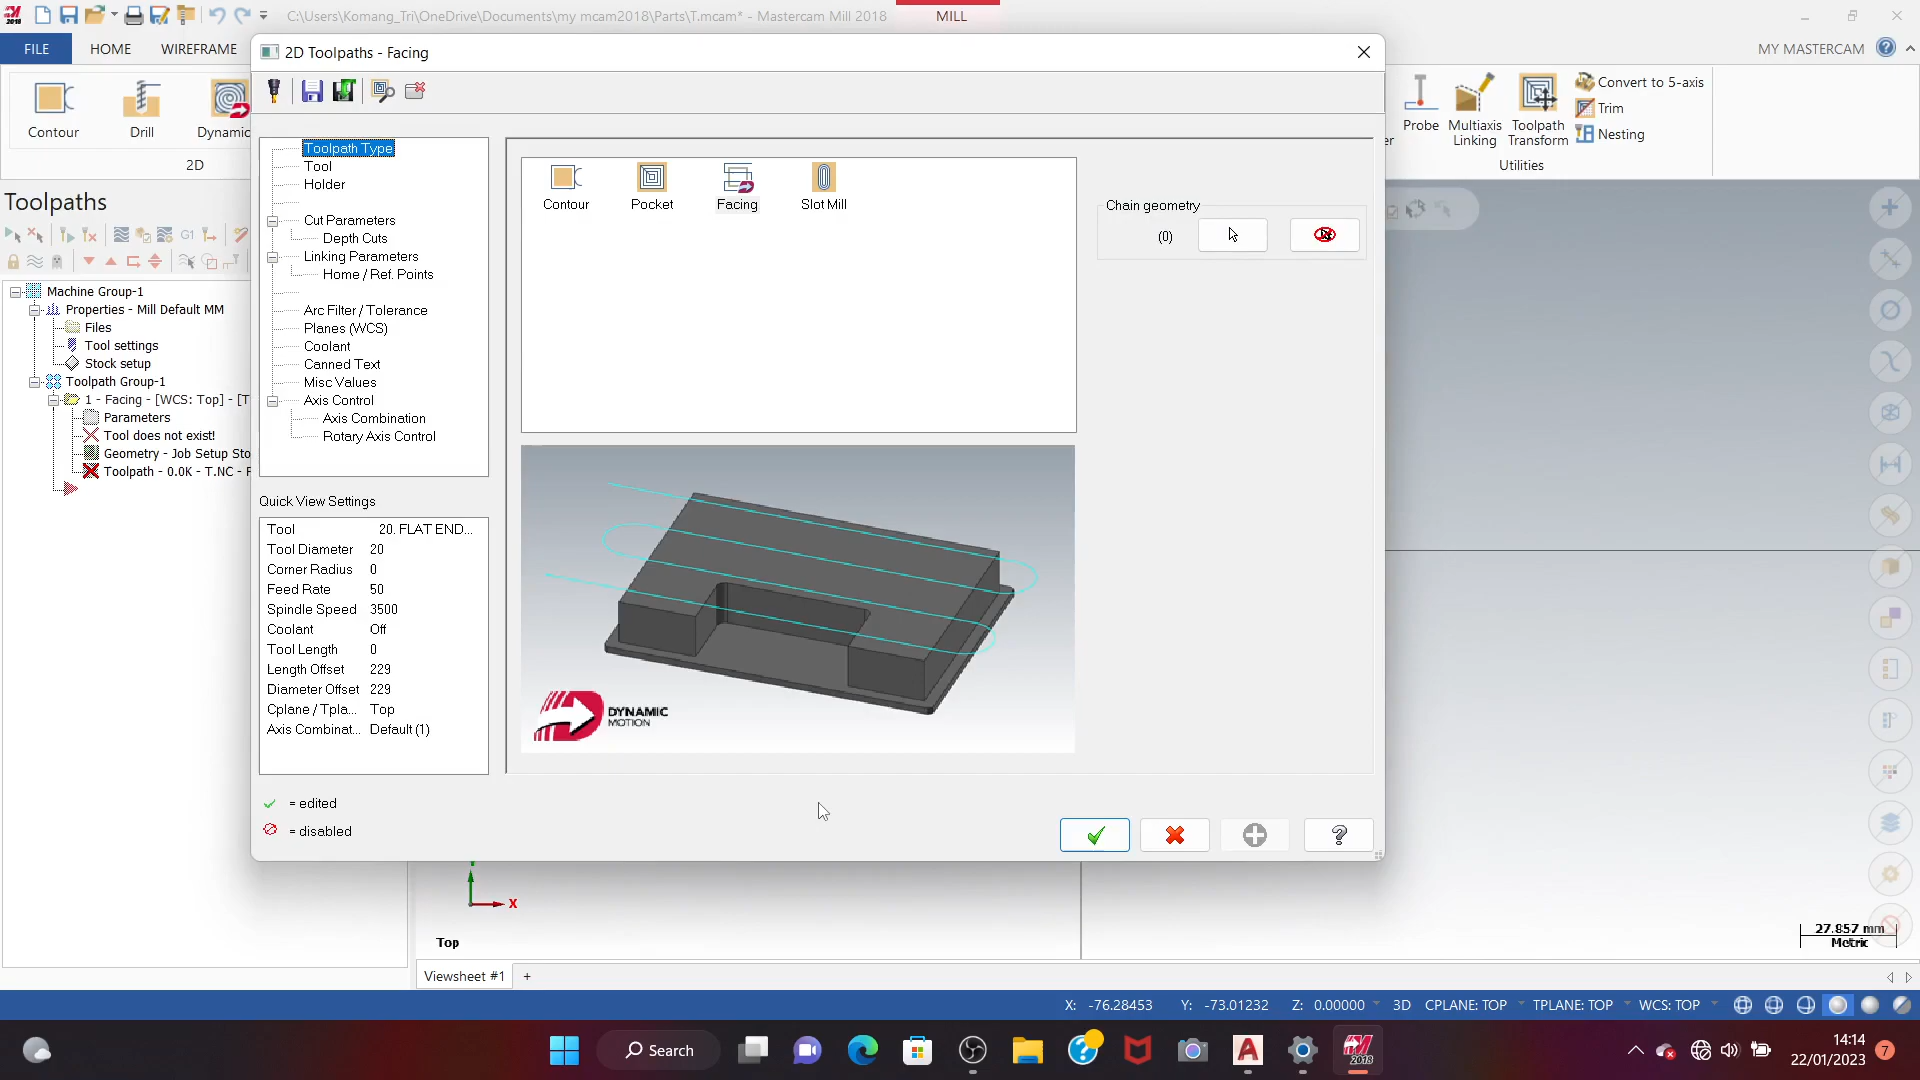 C:\Users\Komang_Tri\OneDrive\Documents\my mcam2018\Parts\T.mcam* - Mastercam Mill 2018
MILL
FILE
HOME
WIREFRAME
MY MASTERCAM
2D Toolpaths - Facing
Contour
Drill
Dynamic
2D
Probe
Multiaxis
Linking
Toolpath
Transform
Convert to 5-axis
Trim
Nesting
Utilities
Toolpaths
G1
Machine Group-1
Properties - Mill Default MM
Files
Tool settings
Stock setup
Toolpath Group-1
1 - Facing - [WCS: Top] - [T
Parameters
Tool does not exist!
Geometry - Job Setup Sto
Toolpath - 0.0K - T.NC - P
Toolpath Type
Tool
Holder
Cut Parameters
Depth Cuts
Linking Parameters
Home / Ref. Points
Arc Filter / Tolerance
Planes (WCS)
Coolant
Canned Text
Misc Values
Axis Control
Axis Combination
Rotary Axis Control
Quick View Settings
Tool 20. FLAT END...
Tool Diameter 20
Corner Radius 0
Feed Rate 50
Spindle Speed 3500
Coolant Off
Tool Length 0
Length Offset 229
Diameter Offset 229
Cplane / Tpla... Top
Axis Combinat... Default (1)
= edited
= disabled
Contour
Pocket
Facing
Slot Mill
Chain geometry
(0)
DYNAMIC
MOTION
X
Top
27.857 mm
Metric
Viewsheet #1
+
X: -76.28453 Y: -73.01232 Z: 0.00000 3D CPLANE: TOP TPLANE: TOP WCS: TOP
Search
2018
14:14
22/01/2023
7